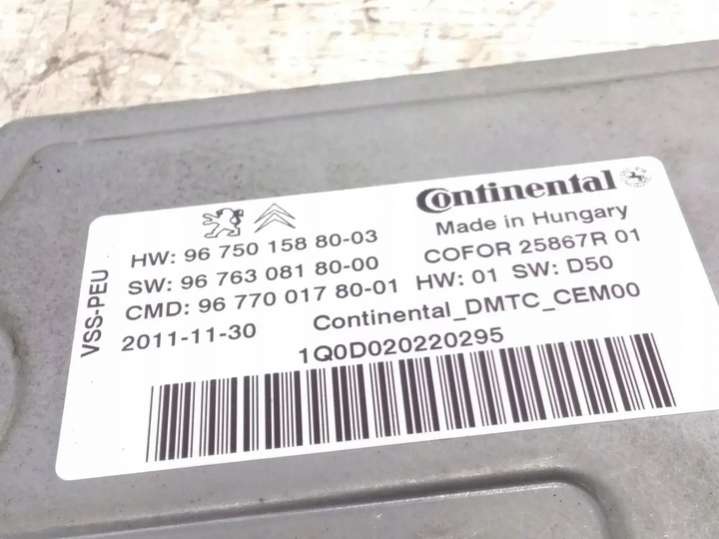 Continental
Made in Hungary
HW: 96 750 158 80-03
COFOR 25867R 01
SW: 96 763 081 80-00
CMD: 96 770 017 80-01 HW: 01 SW: D50
2011-11-30 Continental_DMTC_CEM00
1Q0D020220295
VSS-PEU